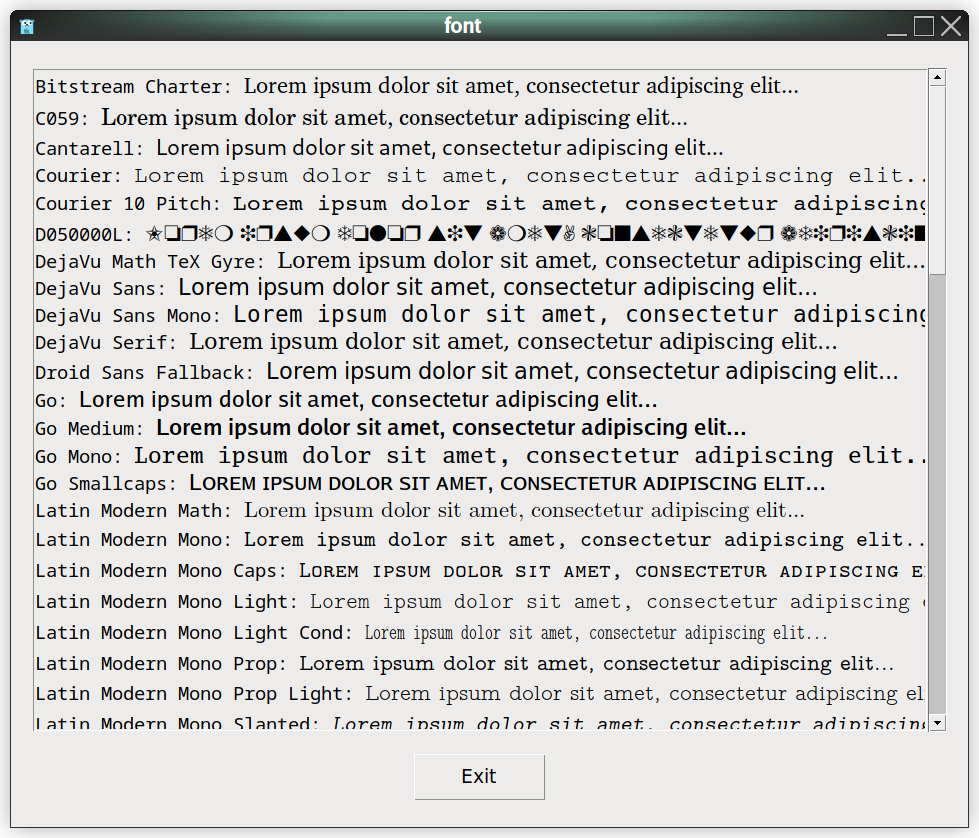 font
Bitstream Charter: Lorem ipsum dolor sit amet, consectetur adipiscing elit...
C059: Lorem ipsum dolor sit amet, consectetur adipiscing elit...
Cantarell: Lorem ipsum dolor sit amet, consectetur adipiscing elit...
Courier: Lorem ipsum dolor sit amet, consectetur adipiscing elit..
Courier 10 Pitch: Lorem ipsum dolor sit amet, consectetur adipiscing
D050000L:
DejaVu Math TeX Gyre: Lorem ipsum dolor sit amet, consectetur adipiscing elit...
DejaVu Sans: Lorem ipsum dolor sit amet, consectetur adipiscing elit...
DejaVu Sans Mono: Lorem ipsum dolor sit amet, consectetur adipiscing
DejaVu Serif: Lorem ipsum dolor sit amet, consectetur adipiscing elit...
Droid Sans Fallback: Lorem ipsum dolor sit amet, consectetur adipiscing elit...
Go: Lorem ipsum dolor sit amet, consectetur adipiscing elit...
Go Medium: Lorem ipsum dolor sit amet, consectetur adipiscing elit...
Go Mono: Lorem ipsum dolor sit amet, consectetur adipiscing elit..
Go Smallcaps: LOREM IPSUM DOLOR SIT AMET, CONSECTETUR ADIPISCING ELIT...
Latin Modern Math: Lorem ipsum dolor sit amet, consectetur adipiscing elit...
Latin Modern Mono: Lorem ipsum dolor sit amet, consectetur adipiscing elit..
Latin Modern Mono Caps: LOREM IPSUM DOLOR SIT AMET, CONSECTETUR ADIPISCING E
Latin Modern Mono Light: Lorem ipsum dolor sit amet, consectetur adipiscing
Latin Modern Mono Light Cond: Lorem ipsum dolor sit amet, consectetur adipiscing elit...
Latin Modern Mono Prop: Lorem ipsum dolor sit amet, consectetur adipiscing elit...
Latin Modern Mono Prop Light: Lorem ipsum dolor sit amet, consectetur adipiscing el
Latin Modern Mono Slanted: Lorem ipsum dolor sit amet, consectetur adipiscing
Exit